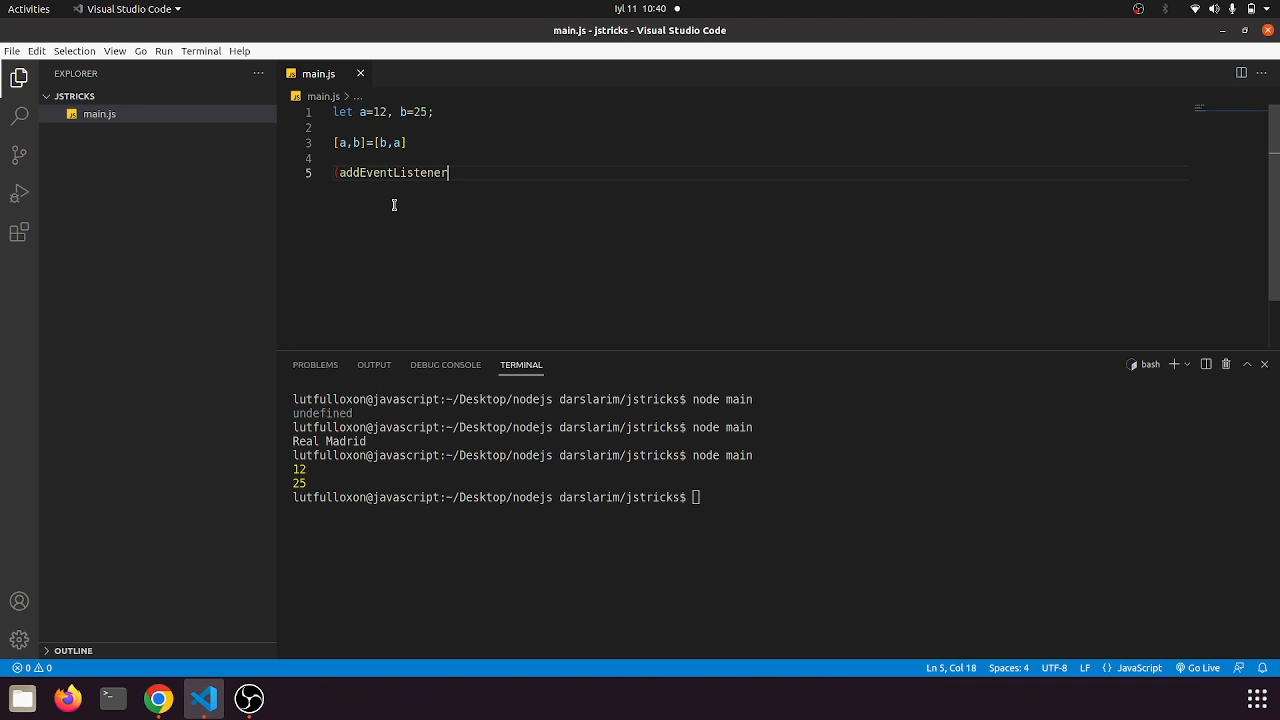 Activities
Visual Studio Code
Iyl 11 10:40
main.js - jstricks - Visual Studio Code
File Edit Selection View Go Run Terminal Help
EXPLORER
main.js
JSTRICKS
main.js > ...
main.js
1 let a=12, b=25;
2
3 [a,b]=[b,a]
4
5 (addEventListener
PROBLEMS OUTPUT DEBUG CONSOLE TERMINAL
bash
lutfulloxon@javascript:~/Desktop/nodejs darslarim/jstricks$ node main
undefined
lutfulloxon@javascript:~/Desktop/nodejs darslarim/jstricks$ node main
Real Madrid
lutfulloxon@javascript:~/Desktop/nodejs darslarim/jstricks$ node main
12
25
lutfulloxon@javascript:~/Desktop/nodejs darslarim/jstricks$
OUTLINE
0 0
Ln 5, Col 18 Spaces: 4 UTF-8 LF {} JavaScript Go Live